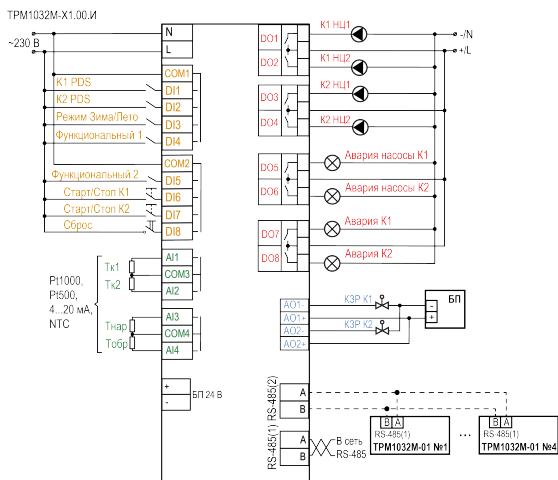 ТРМ1032М-Х1.00.И
~230 В
N
L
COM1
К1 PDS
DI1
К2 PDS
DI2
Режим Зима/Лето
DI3
Функциональный 1
DI4
COM2
Функциональный 2
DI5
Старт/Стоп К1
DI6
Старт/Стоп К2
DI7
Сброс
DI8
Pt1000,
Pt500,
4...20 мА,
NTC
Тк1
Тк2
Тнар
Тобр
AI1
COM3
AI2
AI3
COM4
AI4
+
-
БП 24 В
DO1
К1 НЦ1
-/N
+/L
DO2
К1 НЦ2
DO3
К2 НЦ1
DO4
К2 НЦ2
DO5
Авария насосы К1
DO6
Авария насосы К2
DO7
Авария К1
DO8
Авария К2
AO1-
КЗР К1
AO1+
AO2-
КЗР К2
AO2+
-
+
БП
RS-485(2)
A
B
RS-485(1)
A
B
В сеть
RS-485
B A
RS-485(1)
ТРМ1032М-01 №1
...
B A
RS-485(1)
ТРМ1032М-01 №4